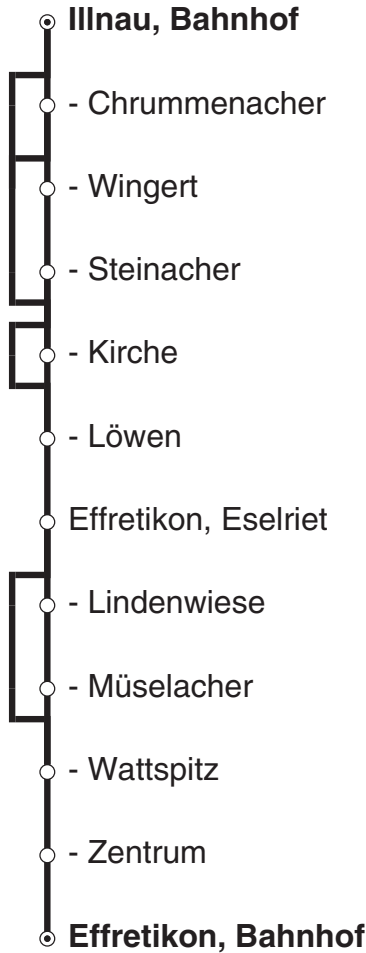 Illnau, Bahnhof
- Chrummenacher
- Wingert
- Steinacher
- Kirche
- Löwen
Effretikon, Eselriet
- Lindenwiese
- Müselacher
- Wattspitz
- Zentrum
Effretikon, Bahnhof